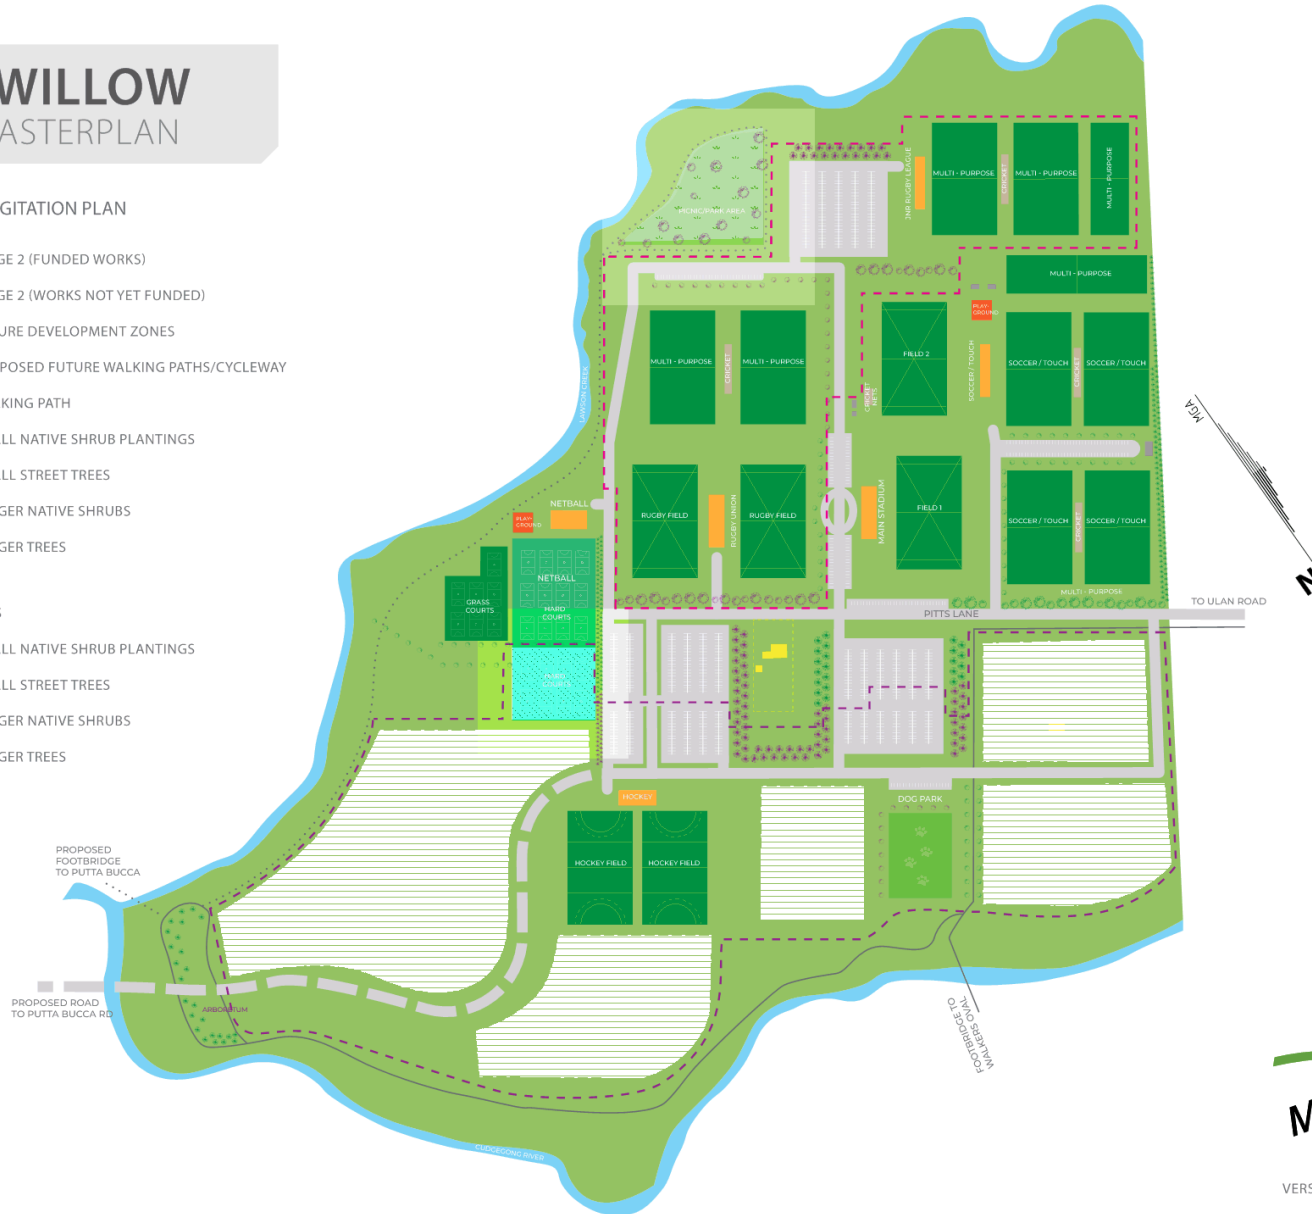 WILLOW
ASTERPLAN
GITATION PLAN
GE 2 (FUNDED WORKS)
GE 2 (WORKS NOT YET FUNDED)
URE DEVELOPMENT ZONES
POSED FUTURE WALKING PATHS/CYCLEWAY
KING PATH
LL NATIVE SHRUB PLANTINGS
LL STREET TREES
GER NATIVE SHRUBS
GER TREES
S
LL NATIVE SHRUB PLANTINGS
LL STREET TREES
GER NATIVE SHRUBS
GER TREES
PICNIC/PARK AREA
JNR RUGBY LEAGUE
MULTI - PURPOSE
CRICKET
MULTI - PURPOSE
MULTI - PURPOSE
MULTI - PURPOSE
PLAY-
GROUND
LAWSON CREEK
MULTI - PURPOSE
CRICKET
MULTI - PURPOSE
FIELD 2
CRICKET
NETS
SOCCER / TOUCH
SOCCER / TOUCH
CRICKET
SOCCER / TOUCH
MGA
NETBALL
PLAY-
GROUND
RUGBY FIELD
RUGBY UNION
RUGBY FIELD
MAIN STADIUM
FIELD 1
SOCCER / TOUCH
CRICKET
SOCCER / TOUCH
MULTI - PURPOSE
N
NETBALL
HARD
COURTS
GRASS
COURTS
PITTS LANE
TO ULAN ROAD
HARD
COURTS
HOCKEY
DOG PARK
HOCKEY FIELD
HOCKEY FIELD
PROPOSED
FOOTBRIDGE
TO PUTTA BUCCA
PROPOSED ROAD
TO PUTTA BUCCA RD
ARBORETUM
FOOTBRIDGE TO
WALKERS OVAL
CUDGEGONG RIVER
M
VERS